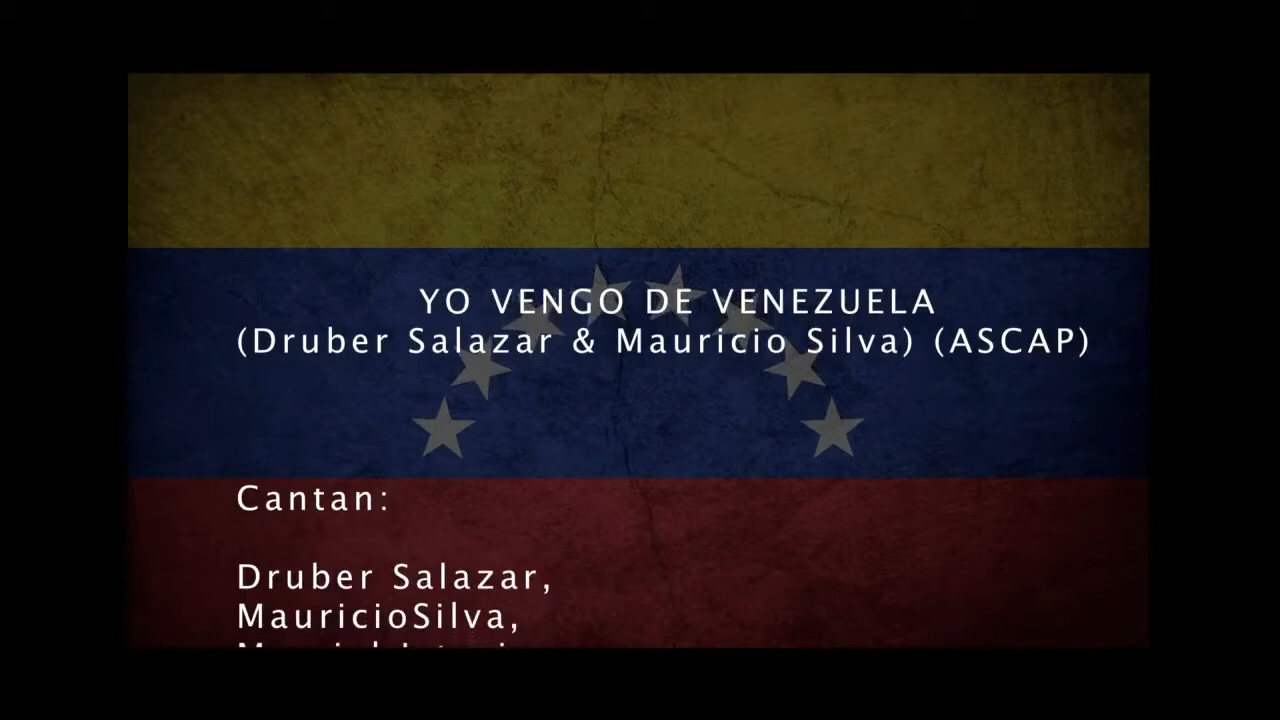 YO VENGO DE VENEZUELA
(Druber Salazar & Mauricio Silva) (ASCAP)
Cantan:
Druber Salazar,
MauricioSilva,